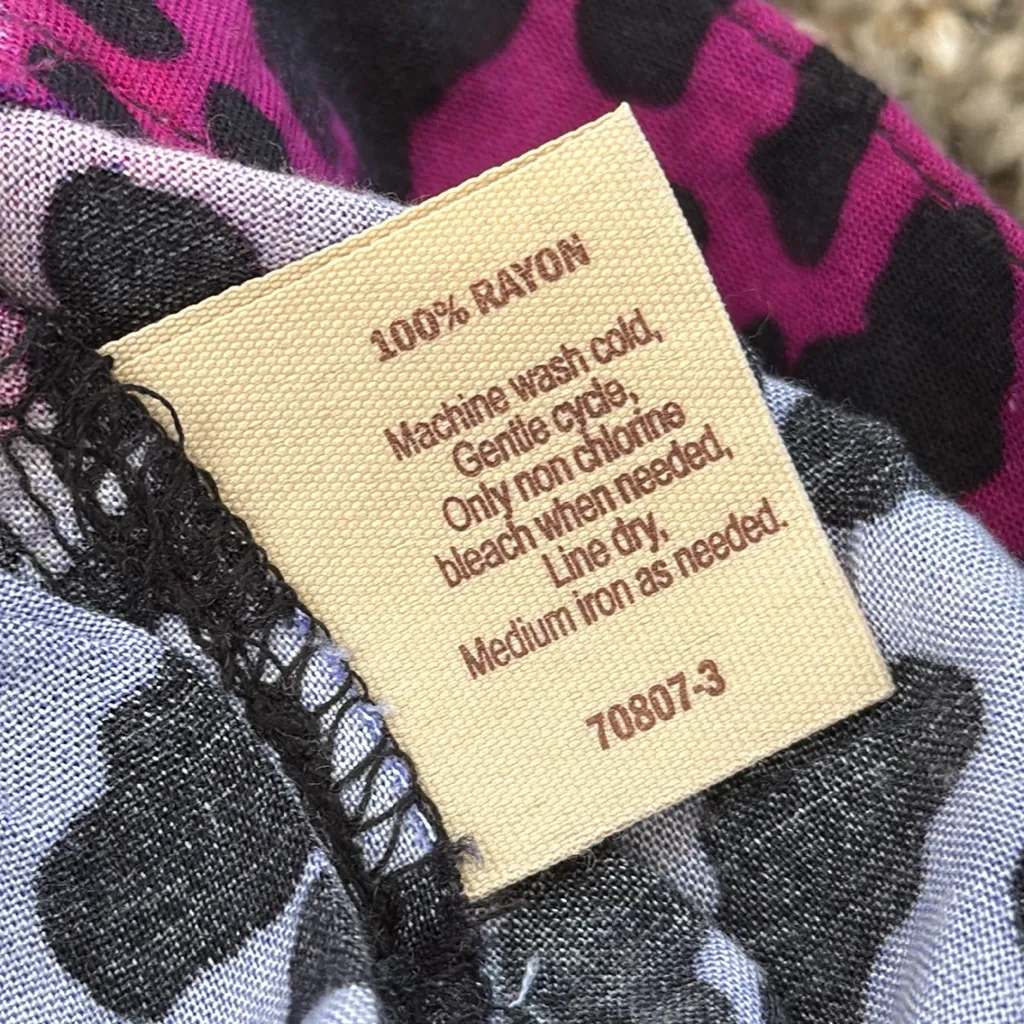 100% RAYON
Machine wash cold,
Gentle cycle,
Only non chlorine
bleach when needed,
Line dry,
Medium iron as needed.
70807-3